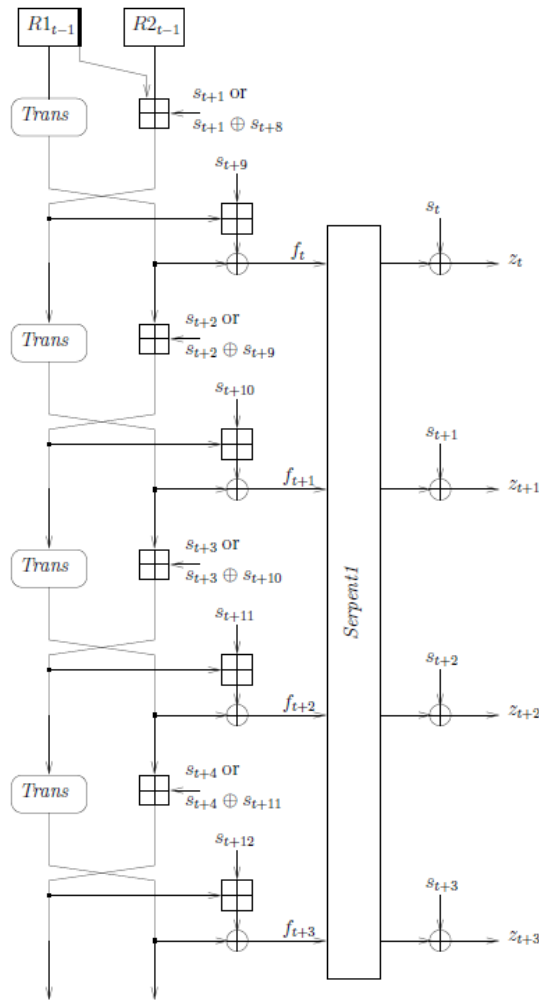 R1_{t−1} R2_{t−1}
Trans
s_{t+1} or
s_{t+1} ⊕ s_{t+8}
s_{t+9}
s_t
f_t
z_t
Trans
s_{t+2} or
s_{t+2} ⊕ s_{t+9}
s_{t+10}
s_{t+1}
f_{t+1}
z_{t+1}
Trans
s_{t+3} or
s_{t+3} ⊕ s_{t+10}
Serpent1
s_{t+11}
s_{t+2}
f_{t+2}
z_{t+2}
Trans
s_{t+4} or
s_{t+4} ⊕ s_{t+11}
s_{t+12}
s_{t+3}
f_{t+3}
z_{t+3}